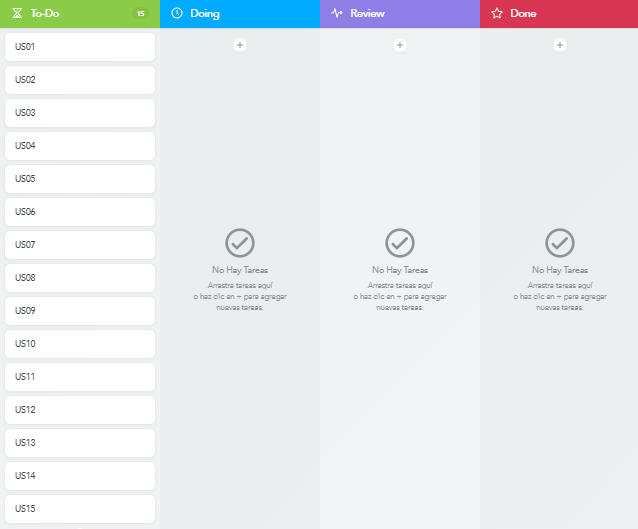 To-Do 15
US01
US02
US03
US04
US05
US06
US07
US08
US09
US10
US11
US12
US13
US14
US15
Doing
+
No Hay Tareas
Arrastra tareas aquí
o haz clic en + para agregar
nuevas tareas.
Review
+
No Hay Tareas
Arrastra tareas aquí
o haz clic en + para agregar
nuevas tareas.
Done
+
No Hay Tareas
Arrastra tareas aquí
o haz clic en + para agregar
nuevas tareas.